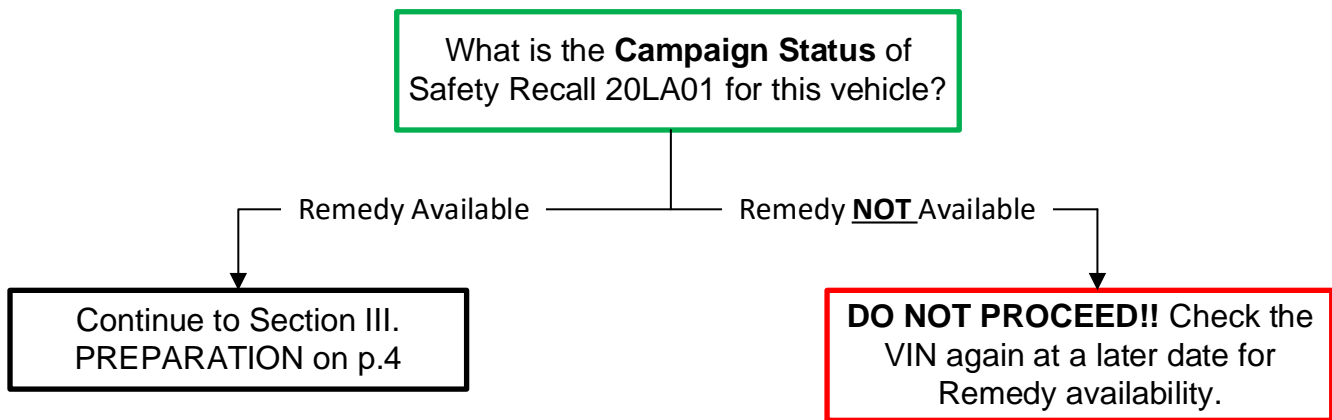 What is the Campaign Status of
Safety Recall 20LA01 for this vehicle?
Remedy Available
Remedy NOT Available
Continue to Section III.
PREPARATION on p.4
DO NOT PROCEED!! Check the
VIN again at a later date for
Remedy availability.